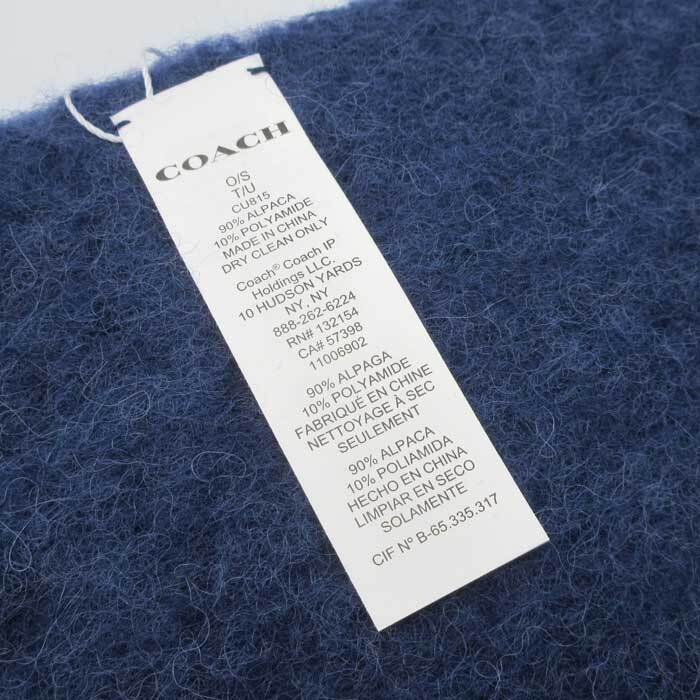 COACH
O/S
T/U
CU815
90% ALPACA
10% POLYAMIDE
MADE IN CHINA
DRY CLEAN ONLY
Coach® Coach IP
Holdings LLC.
10 HUDSON YARDS
NY, NY
888-262-6224
RN# 132154
CA# 57398
11006902
90% ALPAGA
10% POLYAMIDE
FABRIQUÉ EN CHINE
NETTOYAGE À SEC
SEULEMENT
90% ALPACA
10% POLIAMIDA
HECHO EN CHINA
LIMPIAR EN SECO
SOLAMENTE
CIF Nº B-65.335.317